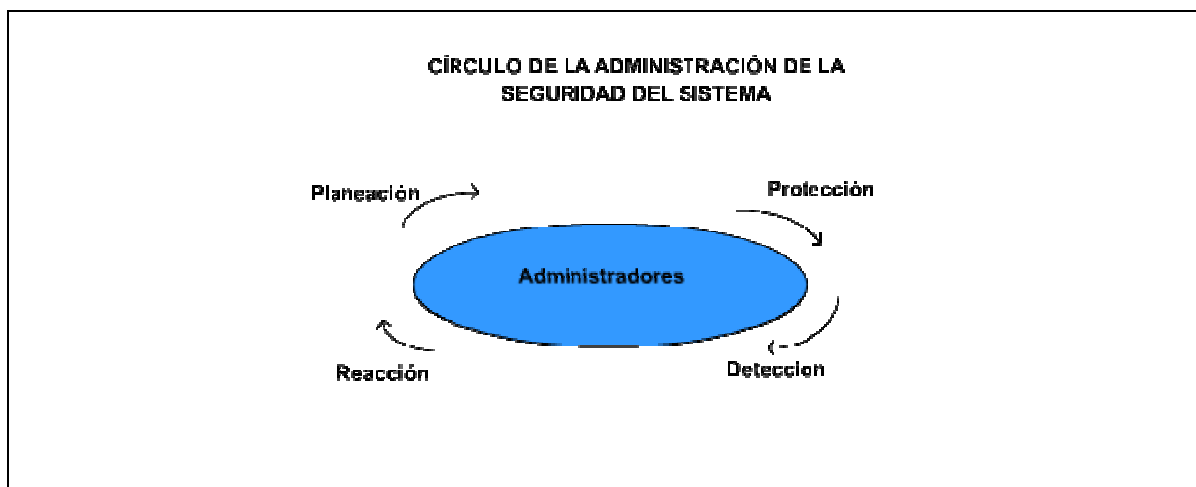 CÍRCULO DE LA ADMINISTRACIÓN DE LA
SEGURIDAD DEL SISTEMA
Planeación
Protección
Administradores
Reacción
Deteccion